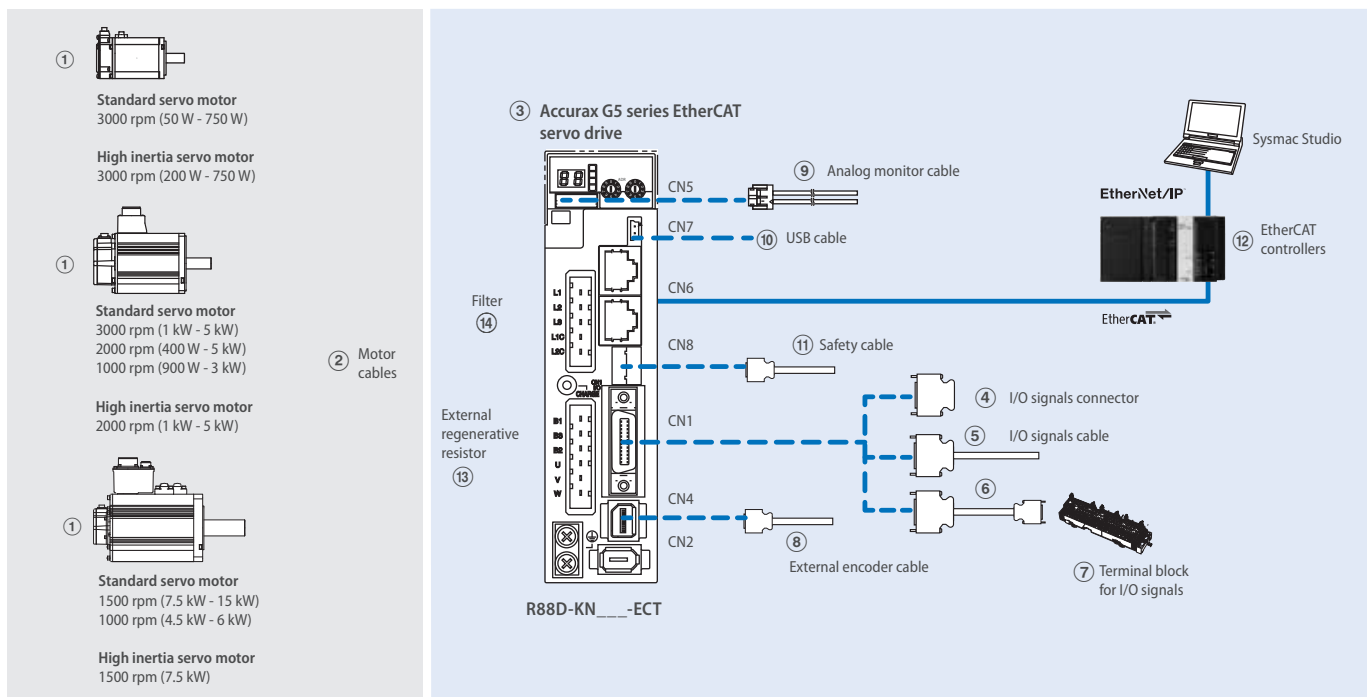 ①
Standard servo motor
3000 rpm (50 W - 750 W)
High inertia servo motor
3000 rpm (200 W - 750 W)
①
Standard servo motor
3000 rpm (1 kW - 5 kW)
2000 rpm (400 W - 5 kW)
1000 rpm (900 W - 3 kW)
High inertia servo motor
2000 rpm (1 kW - 5 kW)
① 
Standard servo motor
1500 rpm (7.5 kW - 15 kW)
1000 rpm (4.5 kW - 6 kW)
High inertia servo motor
1500 rpm (7.5 kW)
② Motor
cables
③ Accurax G5 series EtherCAT
servo drive
Filter
⑭
External
regenerative
resistor
⑬
L1
L2
L3
L1C
L2C
CN1
I/O
CHARGE
B1
B3
B2
U
V
W
R88D-KN___-ECT
CN5
⑨ Analog monitor cable
CN7
⑩ USB cable
CN6
CN8
⑪ Safety cable
CN1
④ I/O signals connector
⑤ I/O signals cable
⑥
⑦ Terminal block
for I/O signals
CN4
⑧
External encoder cable
CN2
Sysmac Studio
EtherNet/IP
⑫ EtherCAT
controllers
EtherCAT